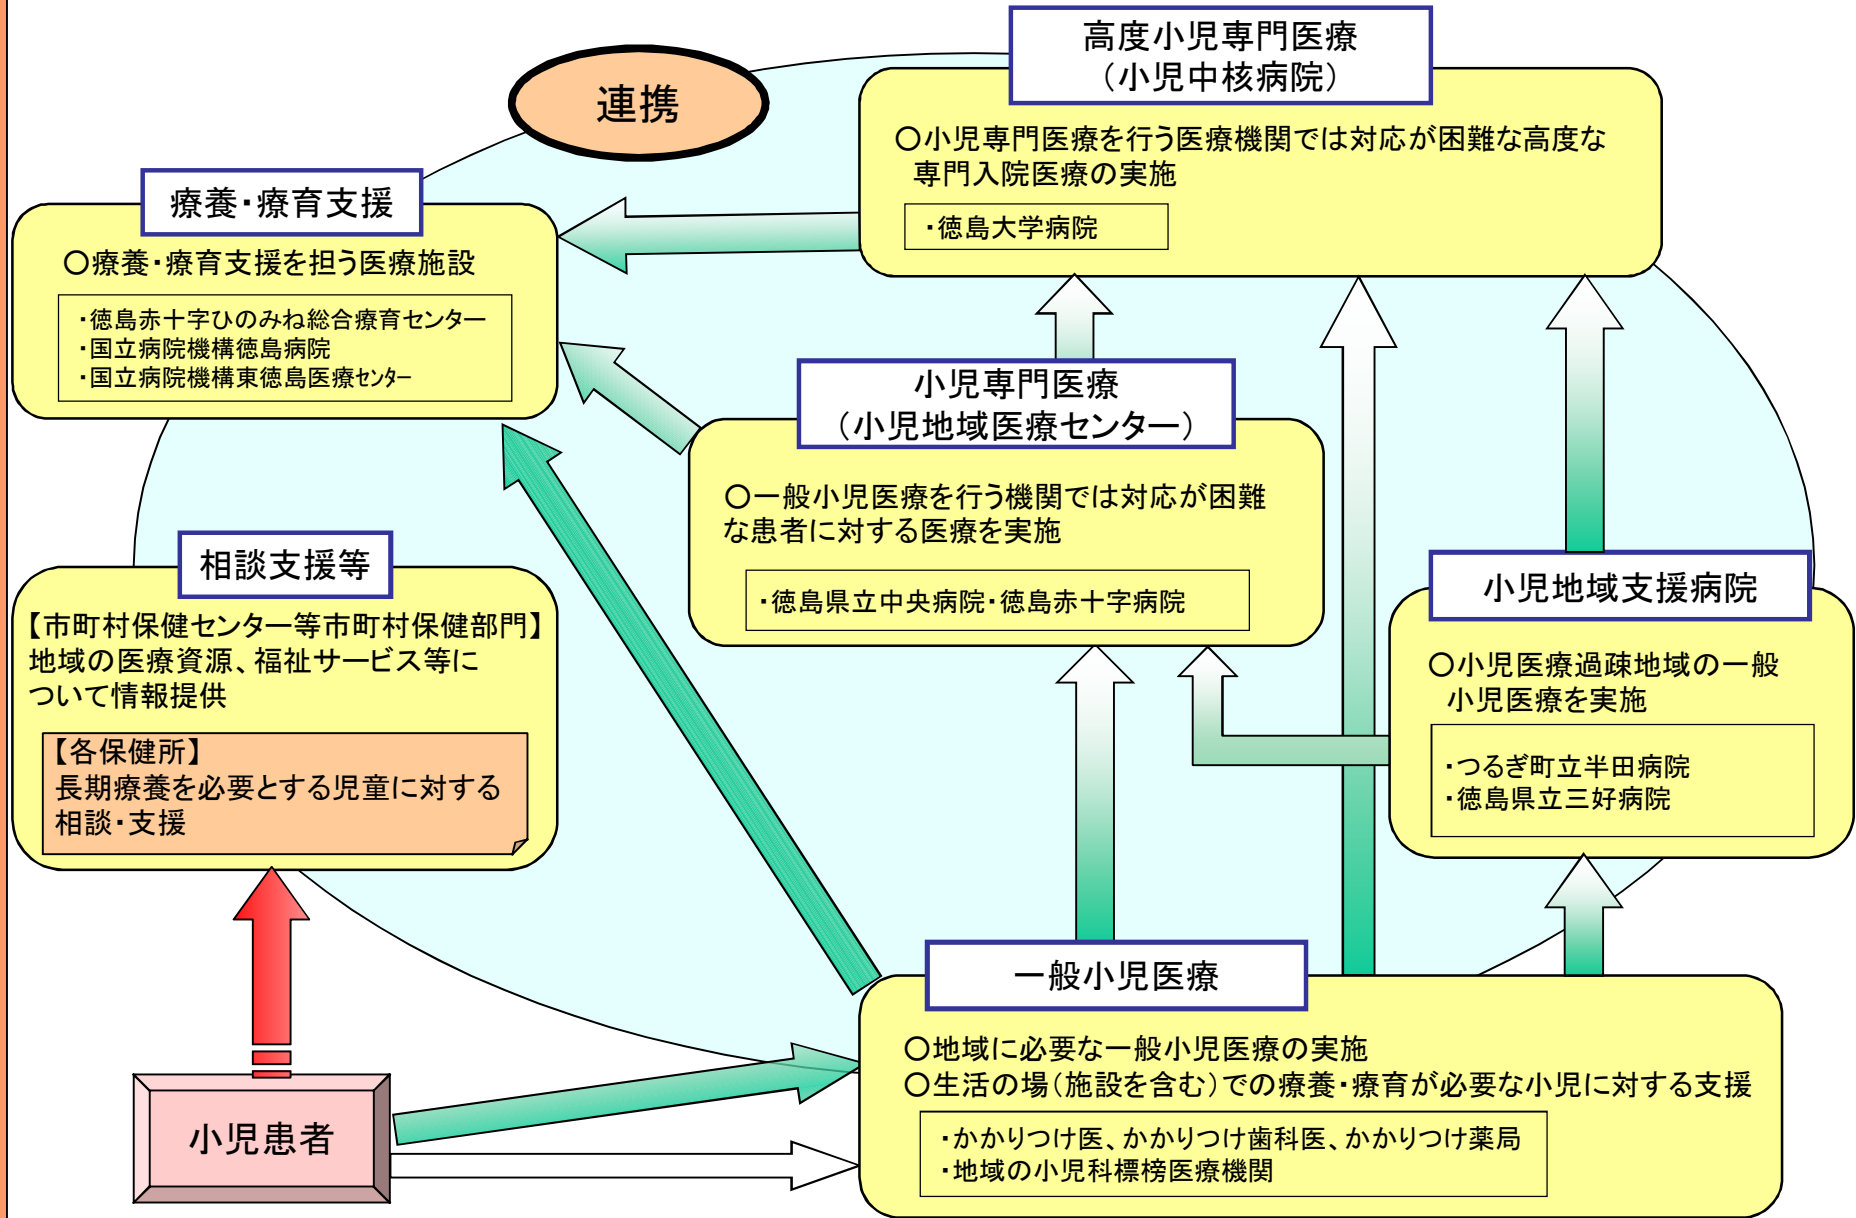 連携
高度小児専門医療
（小児中核病院）
○小児専門医療を行う医療機関では対応が困難な高度な
専門入院医療の実施
・徳島大学病院
療養・療育支援
○療養・療育支援を担う医療施設
・徳島赤十字ひのみね総合療育センター
・国立病院機構徳島病院
・国立病院機構東徳島医療センター
小児専門医療
（小児地域医療センター）
○一般小児医療を行う機関では対応が困難
な患者に対する医療を実施
・徳島県立中央病院・徳島赤十字病院
相談支援等
【市町村保健センター等市町村保健部門】
地域の医療資源、福祉サービス等に
ついて情報提供
【各保健所】
長期療養を必要とする児童に対する
相談・支援
小児地域支援病院
○小児医療過疎地域の一般
小児医療を実施
・つるぎ町立半田病院
・徳島県立三好病院
一般小児医療
○地域に必要な一般小児医療の実施
○生活の場（施設を含む）での療養・療育が必要な小児に対する支援
・かかりつけ医、かかりつけ歯科医、かかりつけ薬局
・地域の小児科標榜医療機関
小児患者